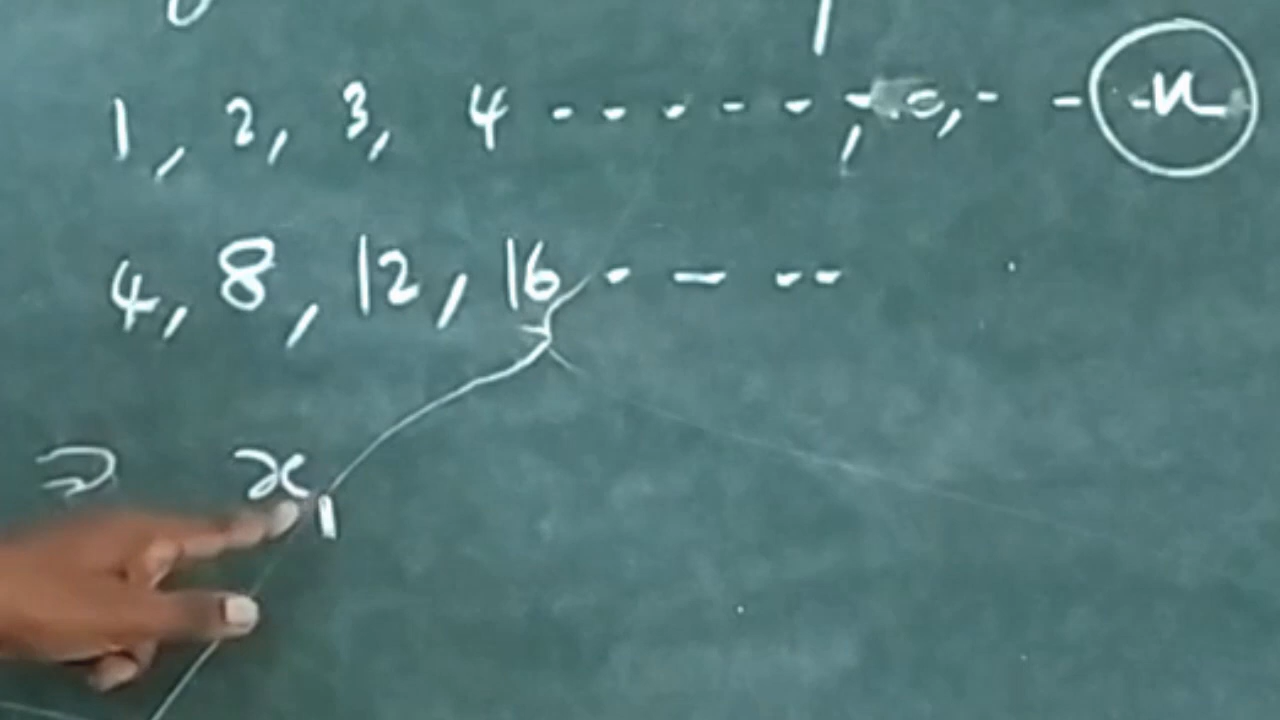 1, 2, 3, 4 - - - - - -, -, - - n
4, 8, 12, 16 - - - -
x₁